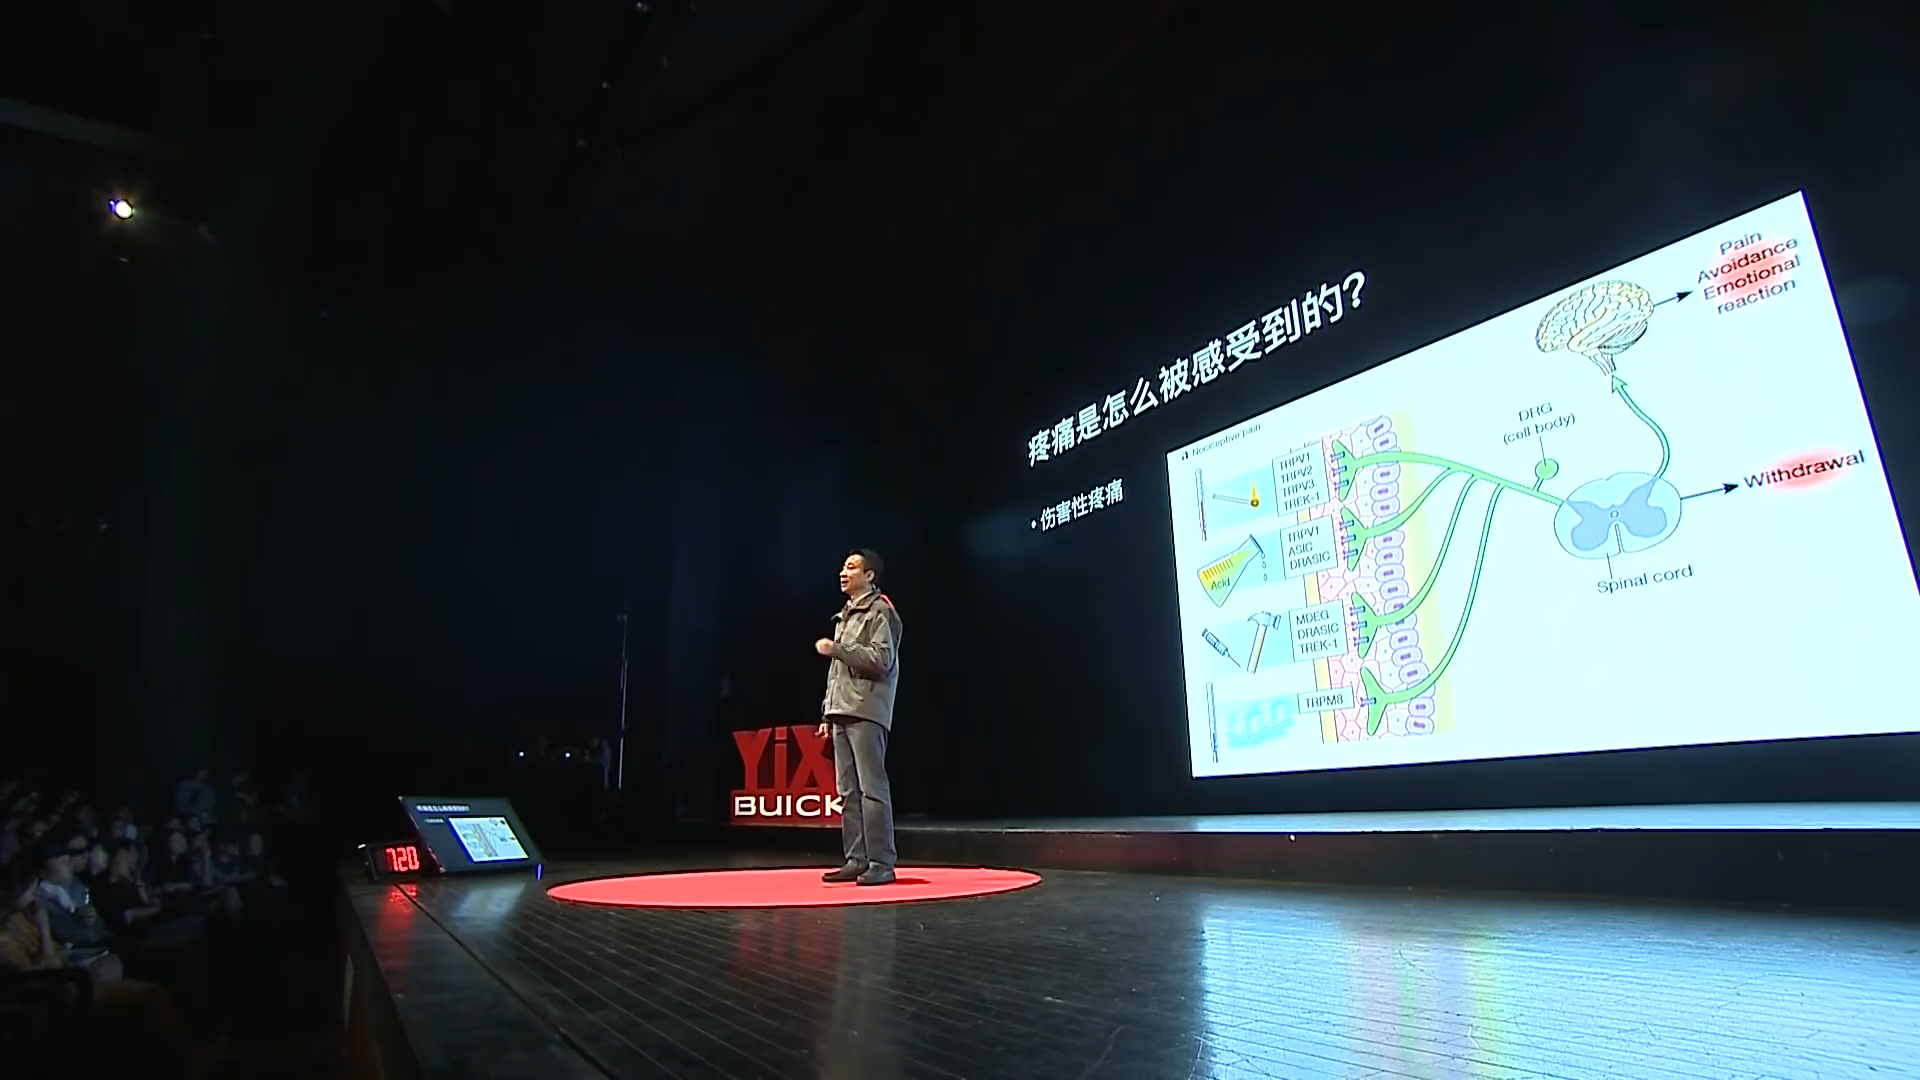 疼痛是怎么被感受到的?
• 伤害性疼痛
a Nociceptive pain
TRPV1
TRPV2
TRPV3
TREK-1
Acid
TRPV1
ASIC
DRASIC
MDEG
DRASIC
TREK-1
TRPM8
DRG
(cell body)
Spinal cord
Pain
Avoidance
Emotional
reaction
Withdrawal
YiX
BUICK
720